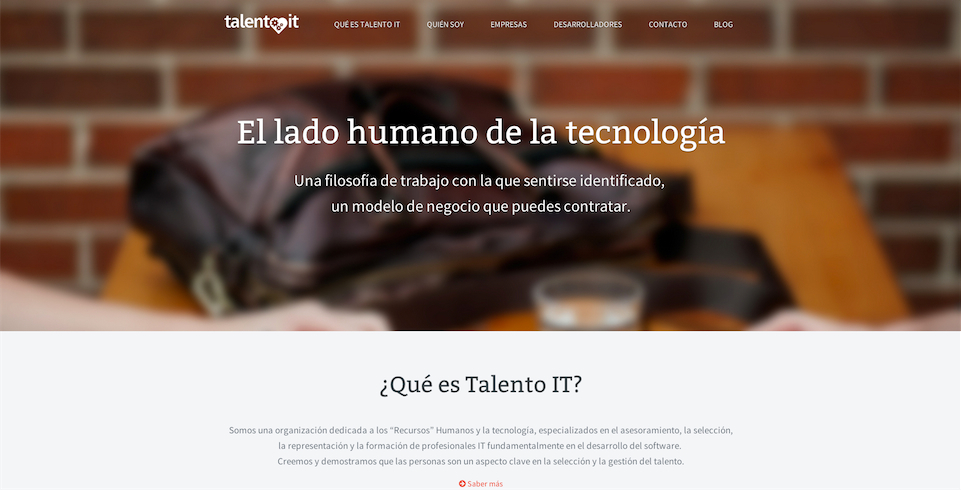 talento it
QUÉ ES TALENTO IT
QUIÉN SOY
EMPRESAS
DESARROLLADORES
CONTACTO
BLOG
El lado humano de la tecnología
Una filosofía de trabajo con la que sentirse identificado,
un modelo de negocio que puedes contratar.
¿Qué es Talento IT?
Somos una organización dedicada a los "Recursos" Humanos y la tecnología, especializados en el asesoramiento, la selección,
la representación y la formación de profesionales IT fundamentalmente en el desarrollo del software.
Creemos y demostramos que las personas son un aspecto clave en la selección y la gestión del talento.
Saber más